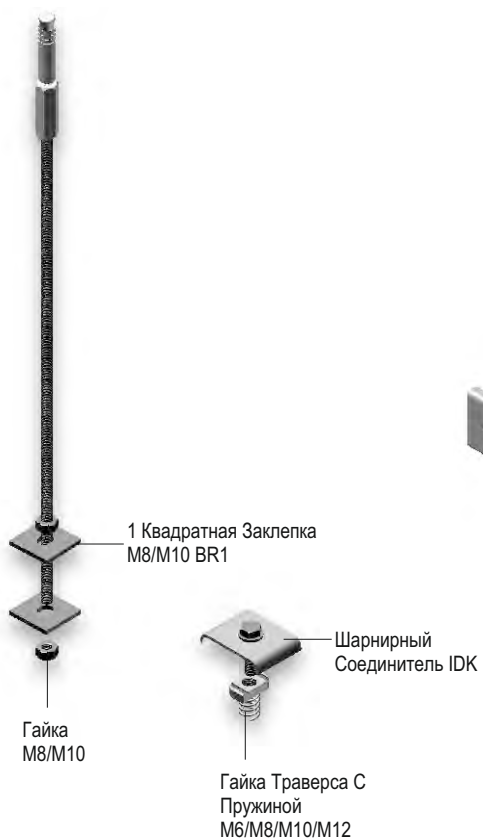 1 Квадратная Заклепка
M8/M10 BR1
Шарнирный
Соединитель IDK
Гайка
M8/M10
Гайка Траверса С
Пружиной
M6/M8/M10/M12